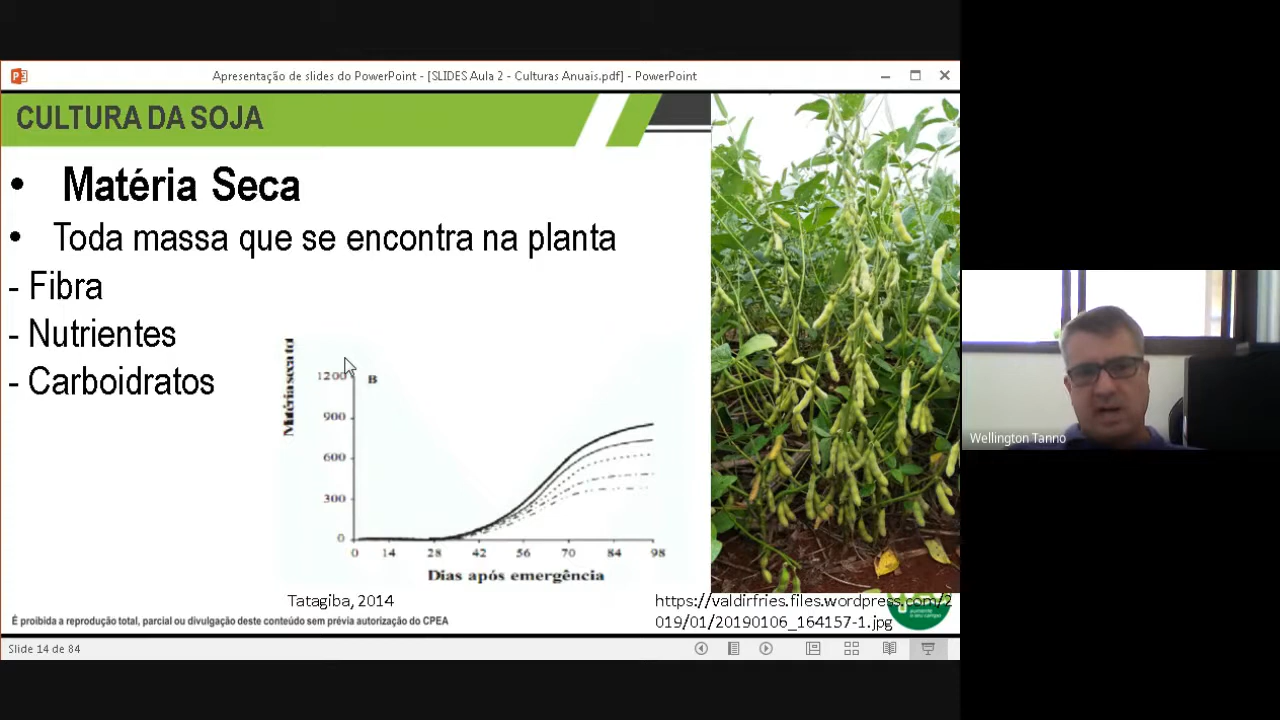 Apresentação de slides do PowerPoint - [SLIDES Aula 2 - Culturas Anuais.pdf] - PowerPoint
CULTURA DA SOJA
• Matéria Seca
• Toda massa que se encontra na planta
- Fibra
- Nutrientes
- Carboidratos
Matéria seca tot
1200
B
900
600
300
0
0 14 28 42 56 70 84 98
Dias após emergência
Tatagiba, 2014
https://valdirfries.files.wordpress.com/2
019/01/20190106_164157-1.jpg
É proibida a reprodução total, parcial ou divulgação deste conteúdo sem prévia autorização do CPEA
Slide 14 de 84
Wellington Tanno